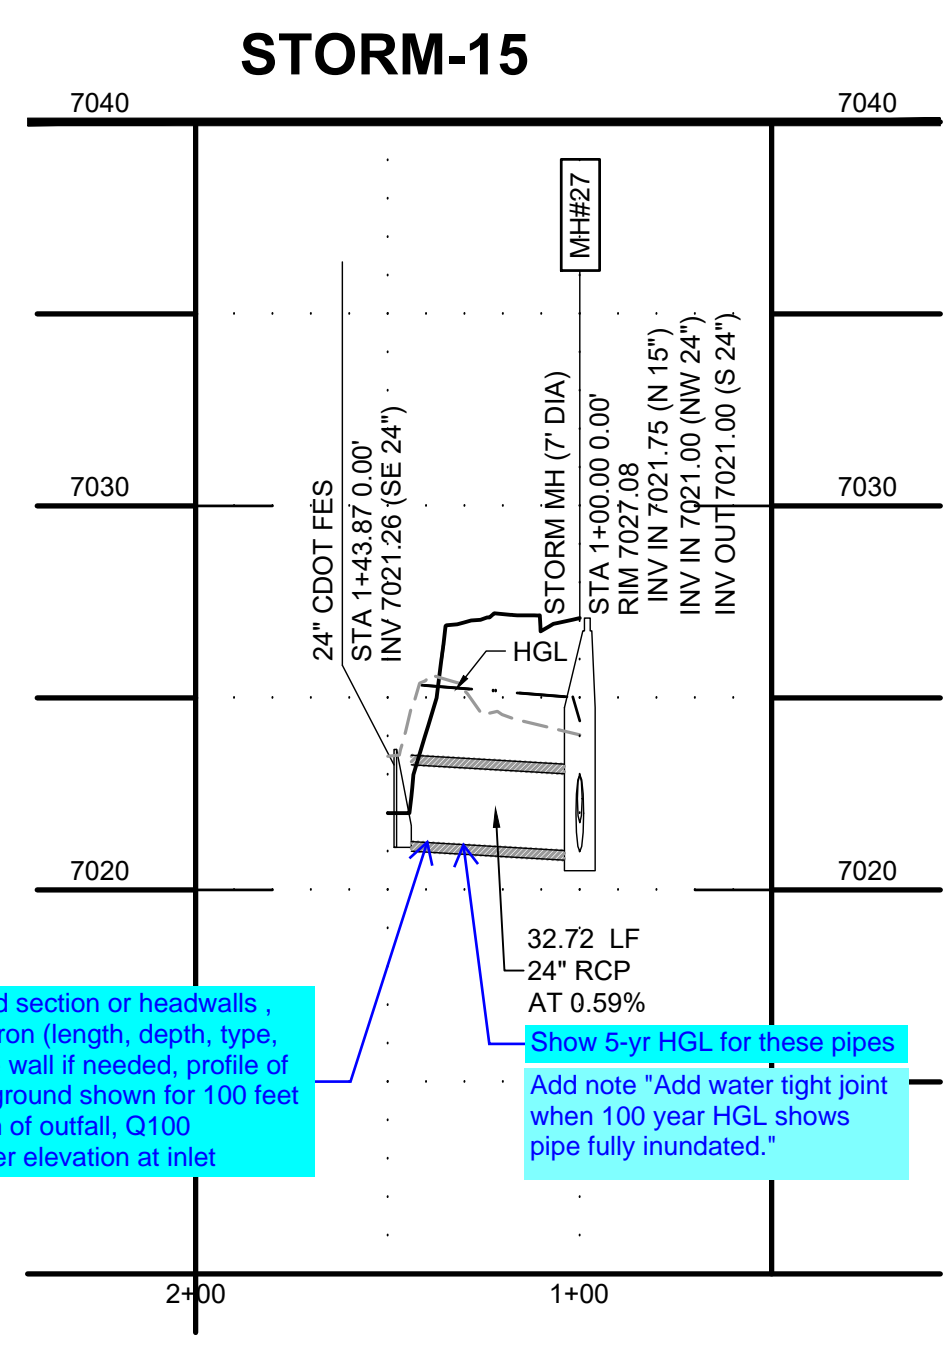 STORM-15
7040
7040
MH#27
24" CDOT FES
STA 1+43.87 0.00'
INV 7021.26 (SE 24")
STORM MH (7' DIA)
STA 1+00.00 0.00'
RIM 7027.08
INV IN 7021.75 (N 15")
INV IN 7021.00 (NW 24")
INV OUT 7021.00 (S 24")
7030
7030
HGL
7020
7020
32.72 LF
24" RCP
AT 0.59%
section or headwalls ,
(length, depth, type,
wall if needed, profile of
ground shown for 100 feet
of outfall, Q100
elevation at inlet
Show 5-yr HGL for these pipes
Add note "Add water tight joint
when 100 year HGL shows
pipe fully inundated."
2+00
1+00